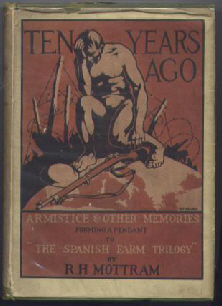 TEN YEARS
AGO
ARMISTICE & OTHER MEMORIES
FORMING A PENDANT
TO
"THE SPANISH FARM TRILOGY"
BY
R H MOTTRAM